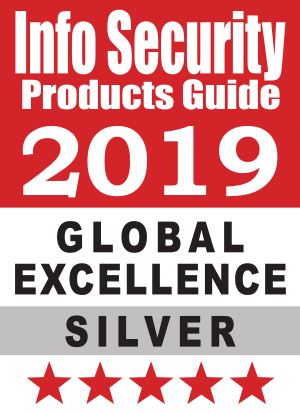 Info Security
Products Guide
2019
GLOBAL
EXCELLENCE
SILVER